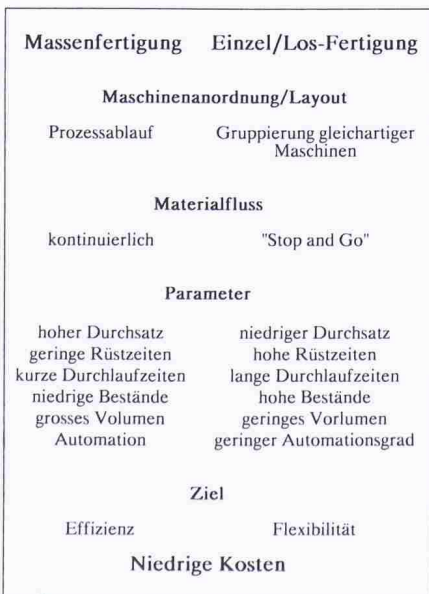 Massenfertigung Einzel/Los-Fertigung
Maschinenanordnung/Layout
Prozessablauf Gruppierung gleichartiger
Maschinen
Materialfluss
kontinuierlich "Stop and Go"
Parameter
hoher Durchsatz niedriger Durchsatz
geringe Rüstzeiten hohe Rüstzeiten
kurze Durchlaufzeiten lange Durchlaufzeiten
niedrige Bestände hohe Bestände
grosses Volumen geringes Vorlumen
Automation geringer Automationsgrad
Ziel
Effizienz Flexibilität
Niedrige Kosten